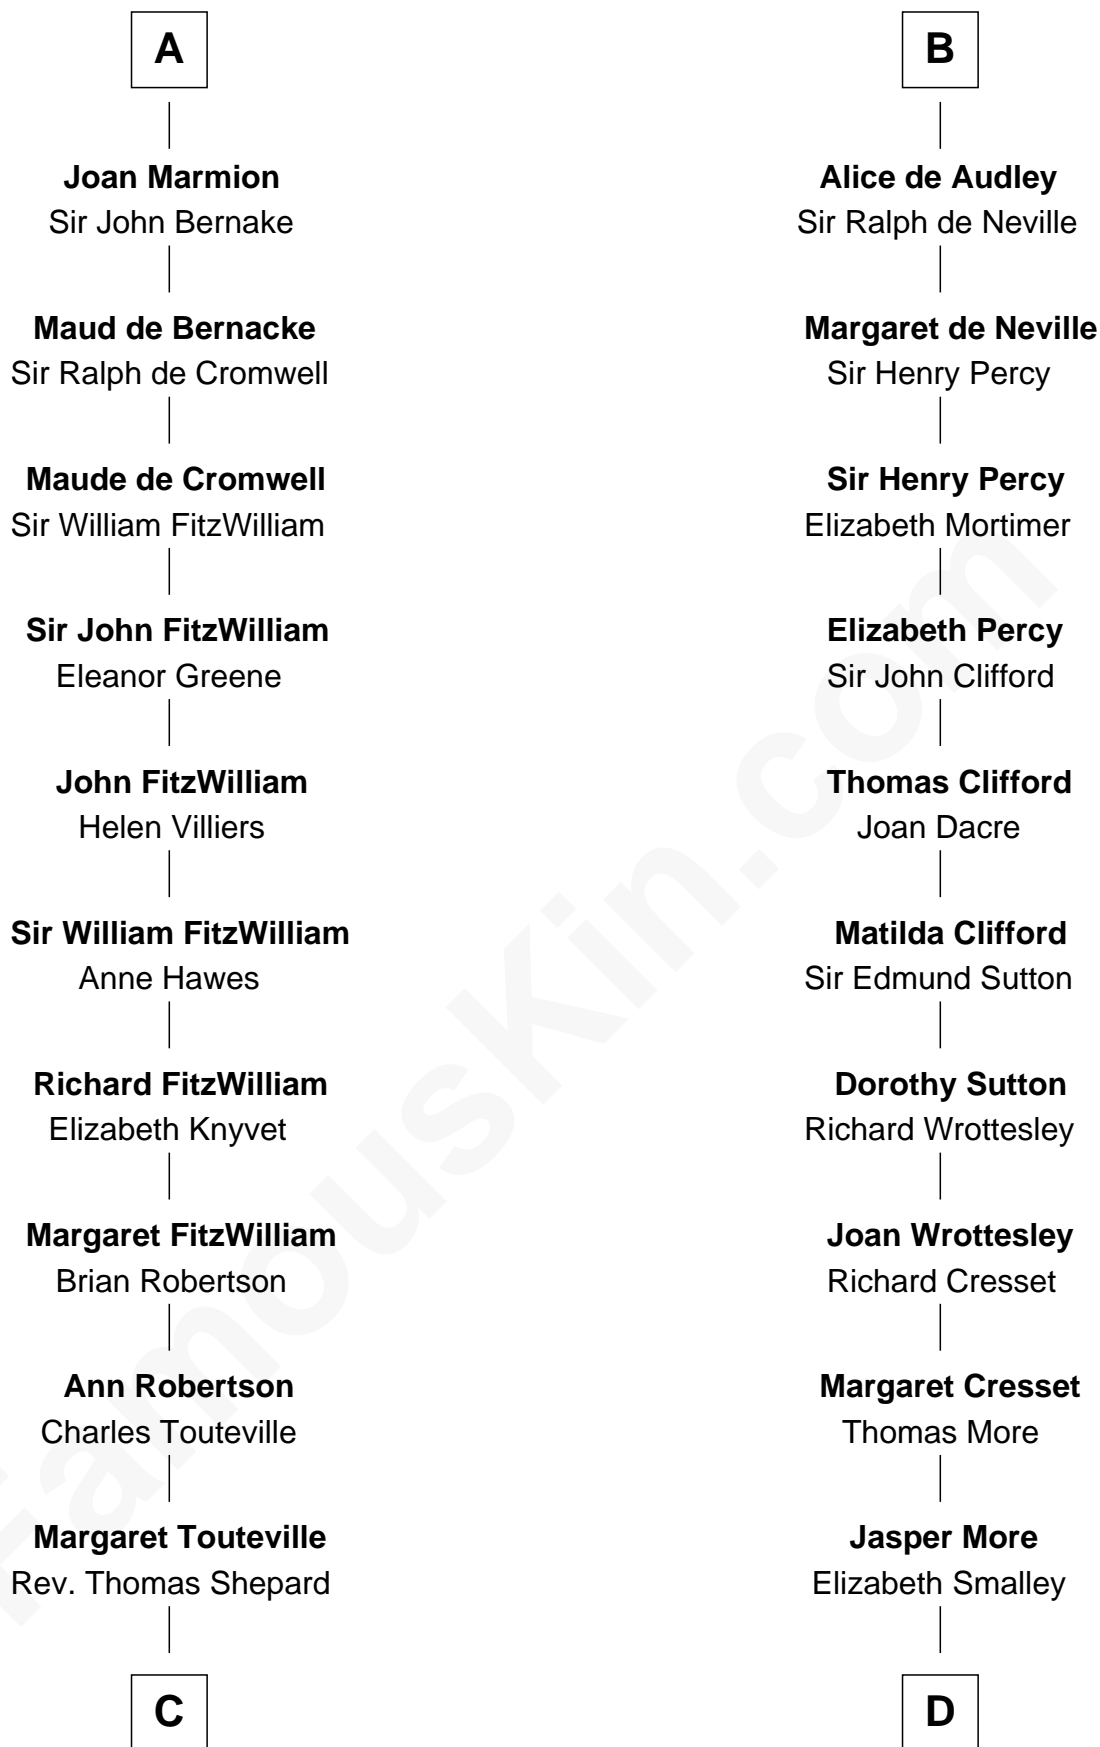 A
Joan Marmion
Sir John Bernake
Maud de Bernacke
Sir Ralph de Cromwell
Maude de Cromwell
Sir William FitzWilliam
Sir John FitzWilliam
Eleanor Greene
John FitzWilliam
Helen Villiers
Sir William FitzWilliam
Anne Hawes
Richard FitzWilliam
Elizabeth Knyvet
Margaret FitzWilliam
Brian Robertson
Ann Robertson
Charles Touteville
Margaret Touteville
Rev. Thomas Shepard
C
B
Alice de Audley
Sir Ralph de Neville
Margaret de Neville
Sir Henry Percy
Sir Henry Percy
Elizabeth Mortimer
Elizabeth Percy
Sir John Clifford
Thomas Clifford
Joan Dacre
Matilda Clifford
Sir Edmund Sutton
Dorothy Sutton
Richard Wrottesley
Joan Wrottesley
Richard Cresset
Margaret Cresset
Thomas More
Jasper More
Elizabeth Smalley
D
FamousKin.com